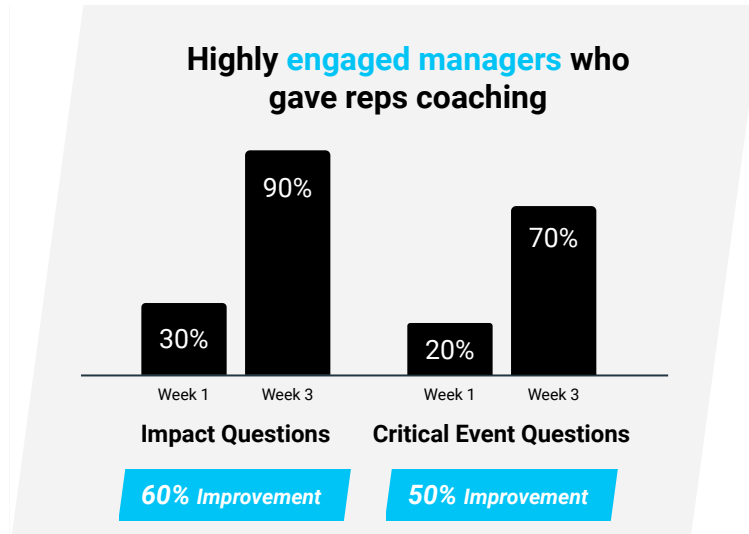 Highly engaged managers who
gave reps coaching
90%
70%
30%
20%
Week 1 Week 3 Week 1 Week 3
Impact Questions Critical Event Questions
60% Improvement 50% Improvement